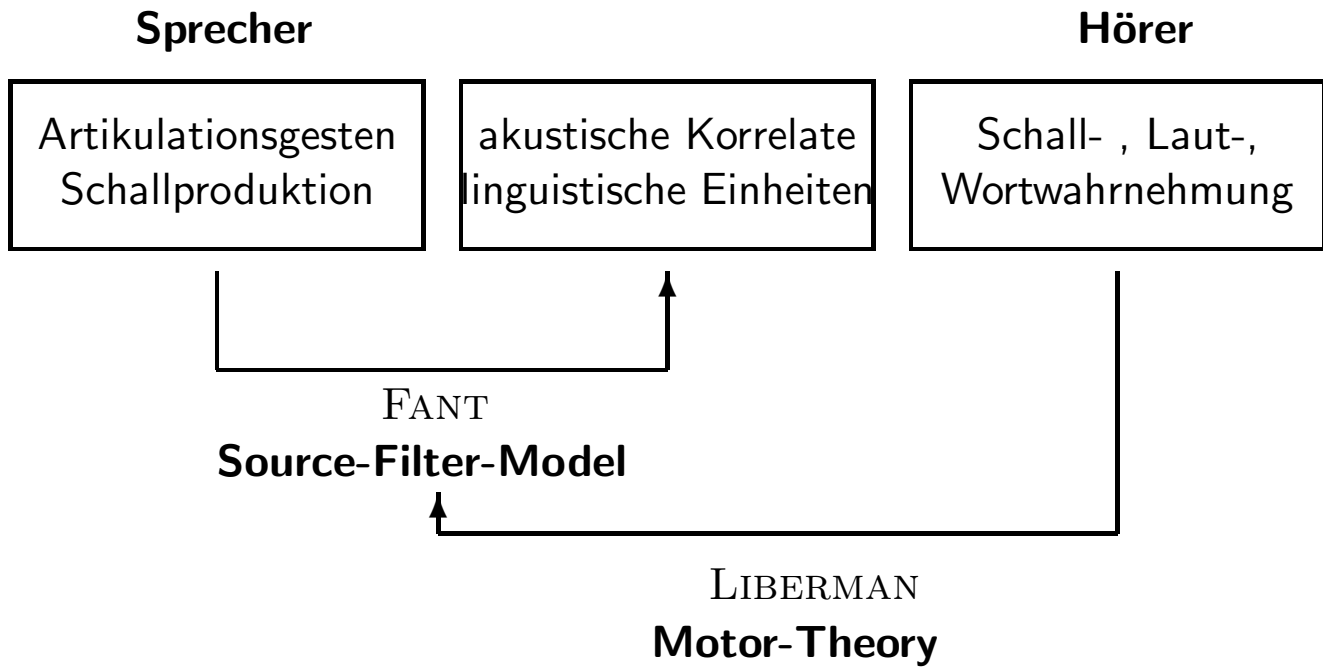 Sprecher
Hörer
Artikulationsgesten
Schallproduktion
akustische Korrelate
linguistische Einheiten
Schall- , Laut-,
Wortwahrnehmung
FANT
Source-Filter-Model
LIBERMAN
Motor-Theory